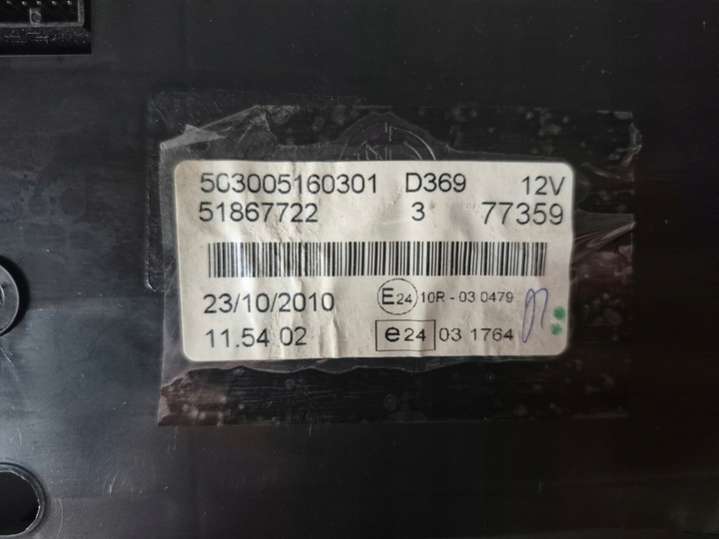 503005160301 D369 12V
51867722 3 77359
23/10/2010 E24 10R - 03 0479
11.54 02 e24 03 1764